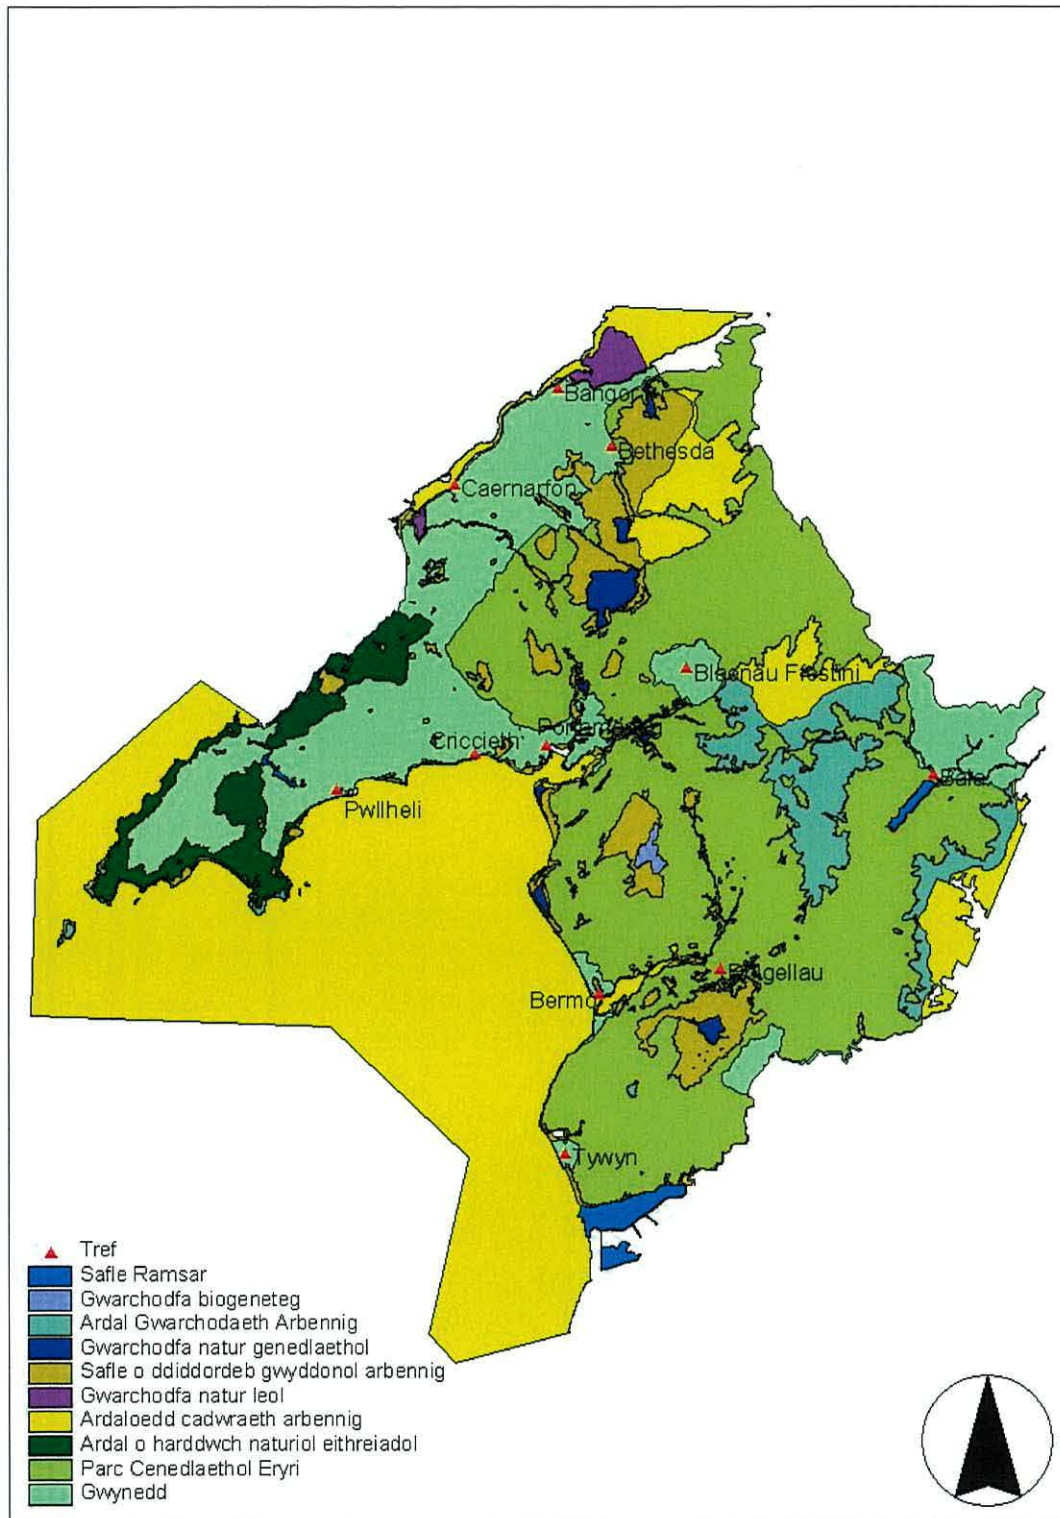 Bangor
Bethesda
Caernarfon
Blaenau Ffestini
Criccieth
Pwllheli
Bala
Dolgellau
Bermo
Tywyn
Tref
Safle Ramsar
Gwarchodfa biogeneteg
Ardal Gwarchodaeth Arbennig
Gwarchodfa natur genedlaethol
Safle o ddiddordeb gwyddonol arbennig
Gwarchodfa natur leol
Ardaloedd cadwraeth arbennig
Ardal o harddwch naturiol eithreiadol
Parc Cenedlaethol Eryri
Gwynedd